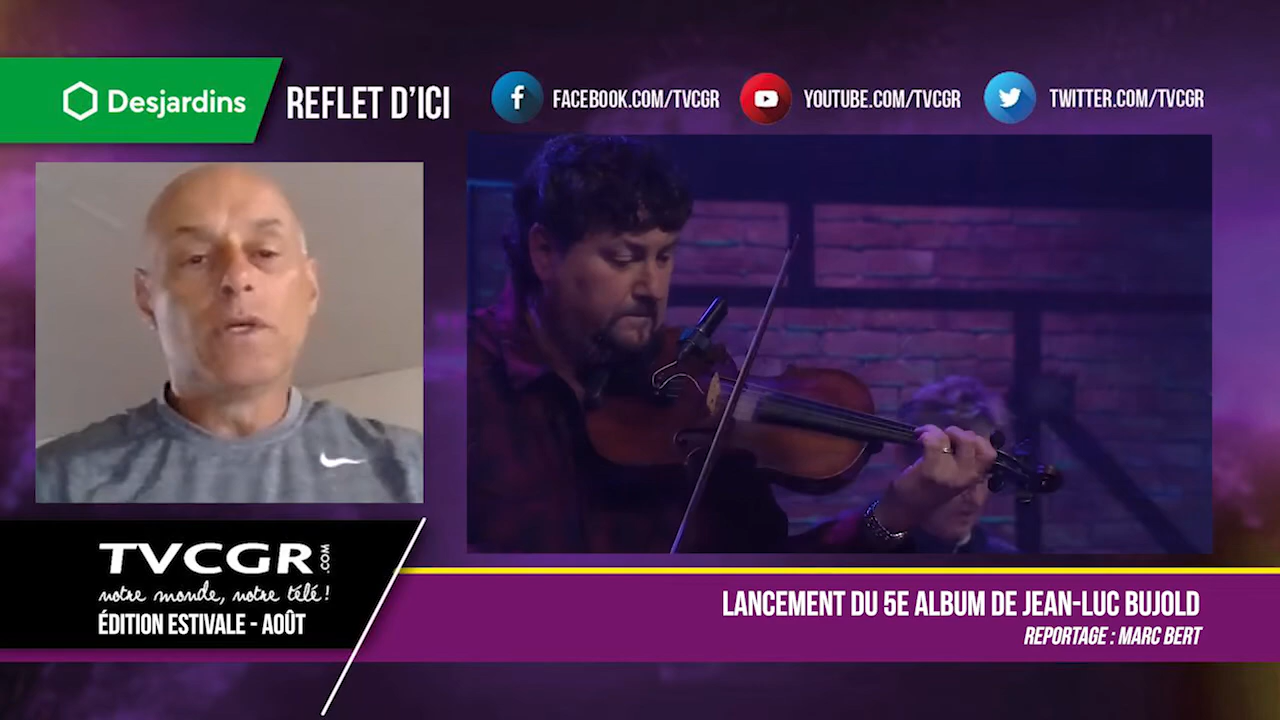 Desjardins
REFLET D'ICI
FACEBOOK.COM/TVCGR
YOUTUBE.COM/TVCGR
TWITTER.COM/TVCGR
TVCGR.COM
notre monde, notre télé!
ÉDITION ESTIVALE - AOÛT
LANCEMENT DU 5E ALBUM DE JEAN-LUC BUJOLD
REPORTAGE : MARC BERT